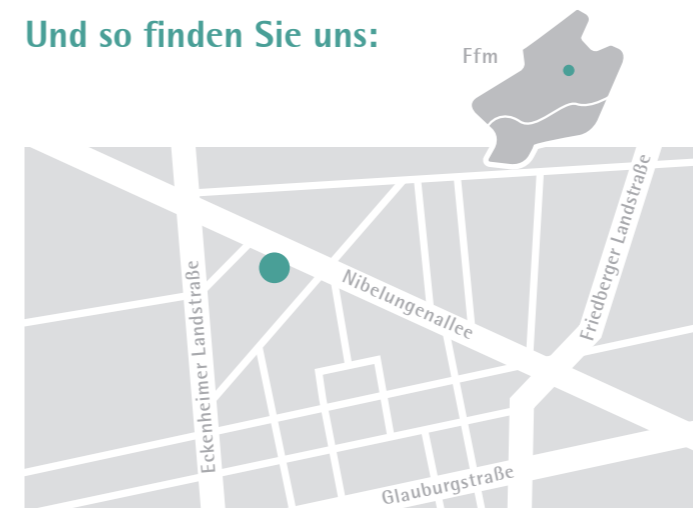 Und so finden Sie uns:
Ffm
Friedberger Landstraße
Nibelungenallee
Eckenheimer Landstraße
Glauburgstraße